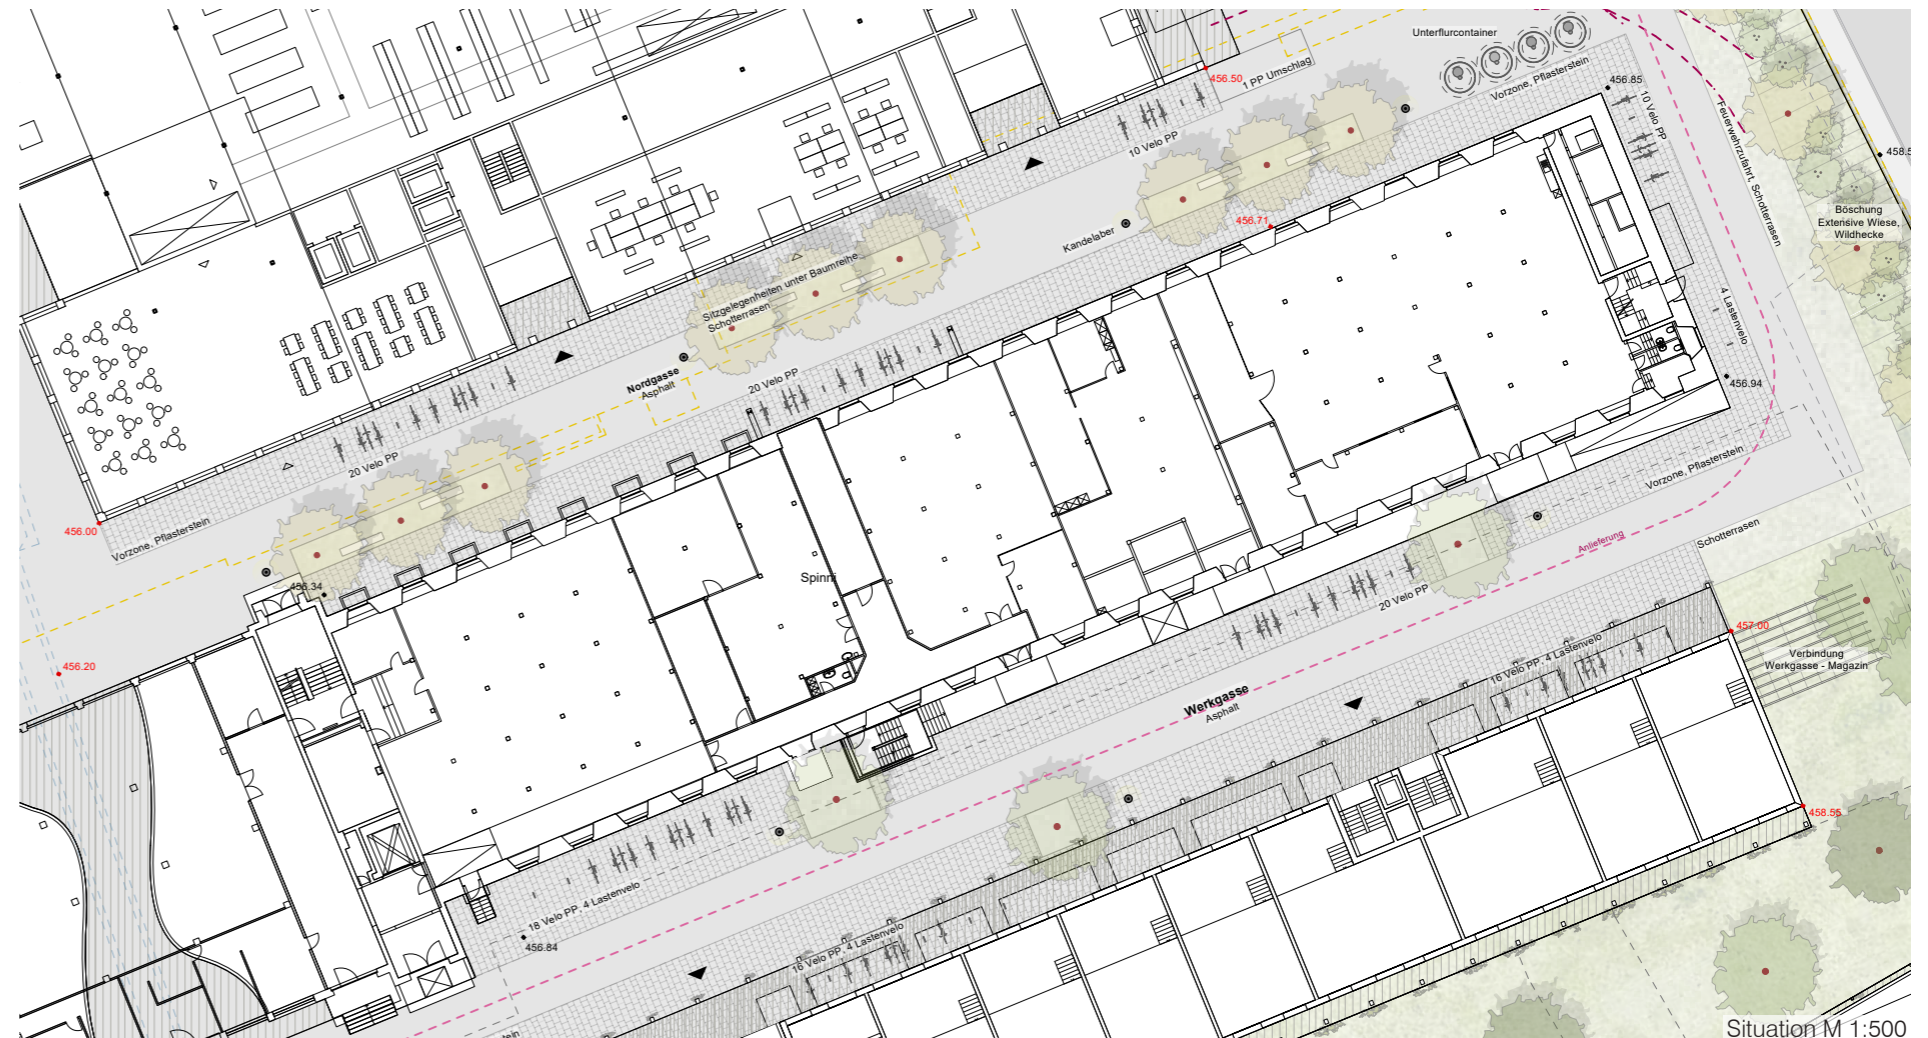 Unterflurcontainer
456.50
1 PP Umschlag
Vorzone, Pflasterstein
456.85
10 Velo PP
10 Velo PP
Feuerwehrzufahrt, Schotterrasen
458.5
Böschung
Extensive Wiese,
Wildhecke
456.71
Kandelaber
Sitzgelegenheiten unter Baumreihe
Schotterrasen
4 Lastenvelo
Nordgasse
Asphalt
20 Velo PP
456.94
20 Velo PP
Vorzone, Pflasterstein
456.00
Vorzone, Pflasterstein
Schotterrasen
Anlieferung
456.34
Spinni
20 Velo PP
457.00
456.20
16 Velo PP, 4 Lastenvelo
Verbindung
Werkgasse - Magazin
Werkgasse
Asphalt
458.55
18 Velo PP, 4 Lastenvelo
456.84
16 Velo PP, 4 Lastenvelo
Situation M 1:500